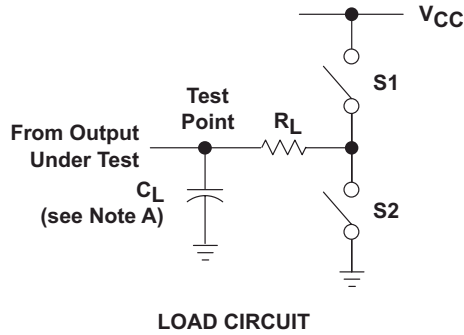 VCC
S1
Test
Point
RL
From Output
Under Test
CL
(see Note A)
S2
LOAD CIRCUIT